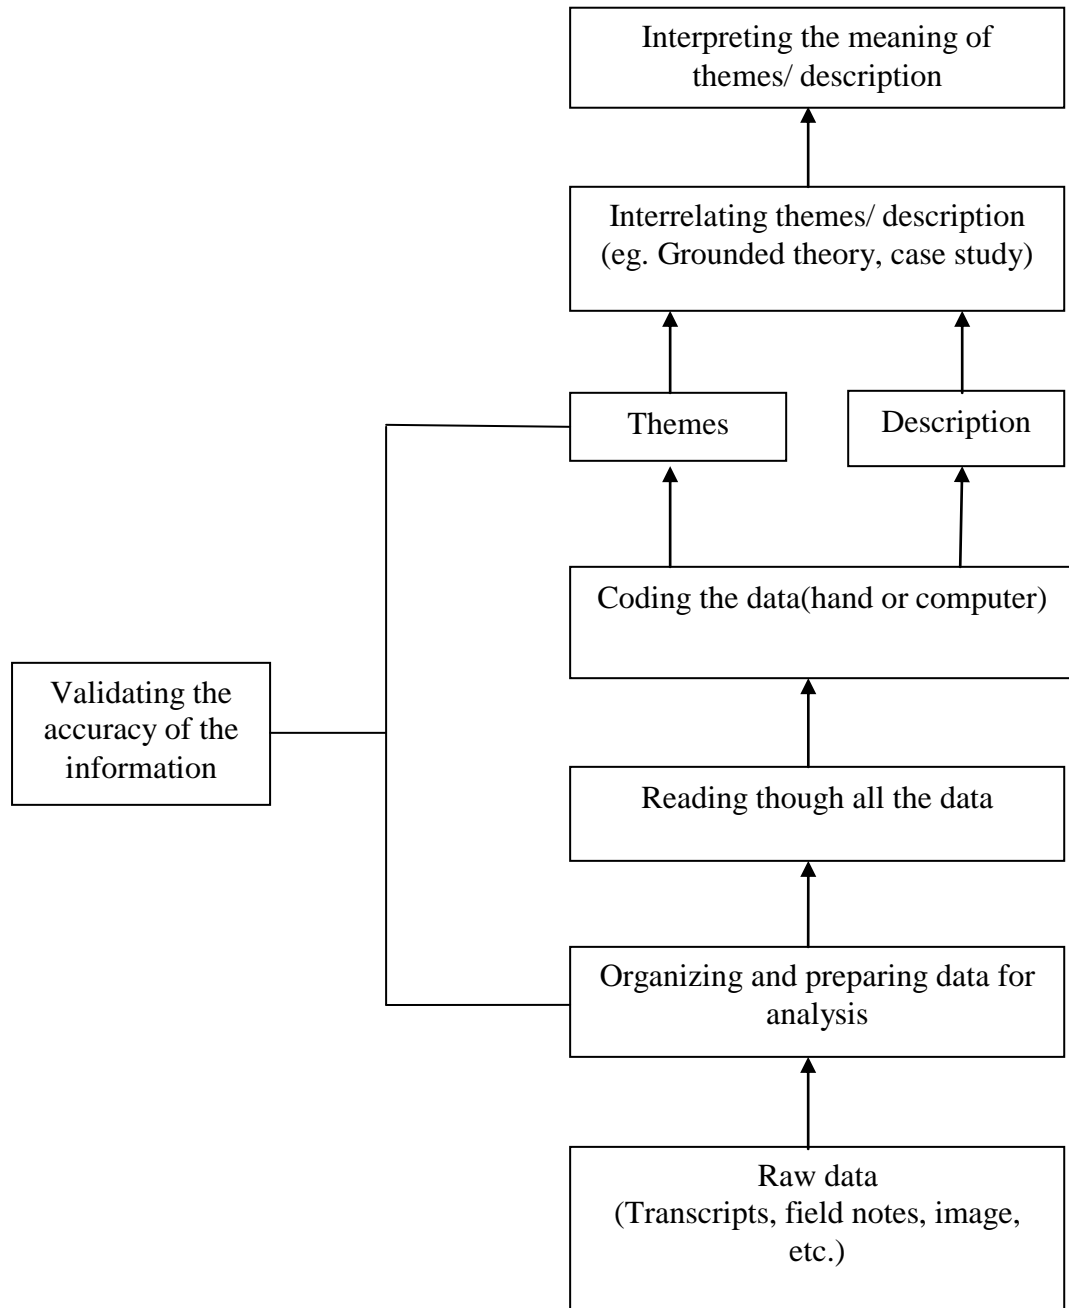 Interpreting the meaning of
themes/ description
Interrelating themes/ description
(eg. Grounded theory, case study)
Themes
Description
Coding the data(hand or computer)
Validating the
accuracy of the
information
Reading though all the data
Organizing and preparing data for
analysis
Raw data
(Transcripts, field notes, image,
etc.)